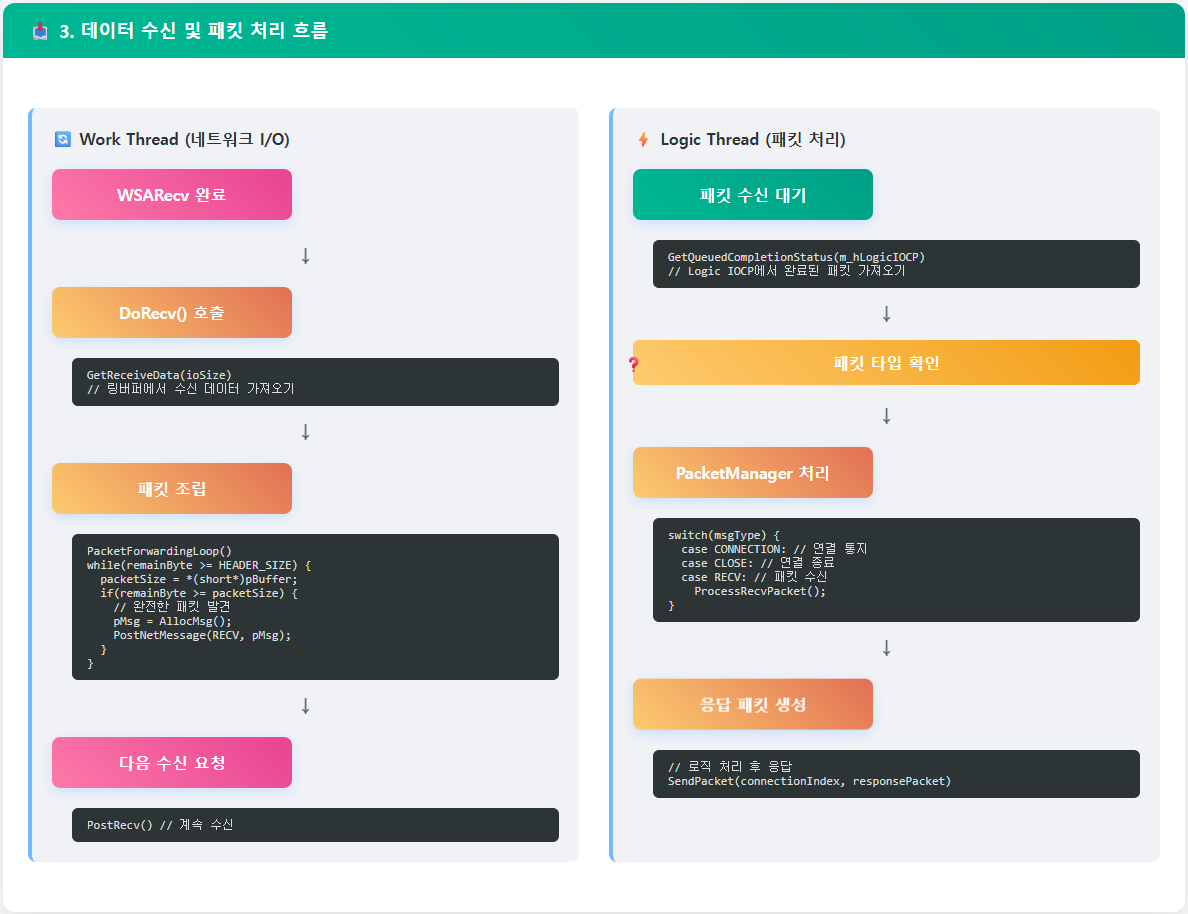 3. 데이터 수신 및 패킷 처리 흐름
Work Thread (네트워크 I/O)
WSARecv 완료
↓
DoRecv() 호출
GetReceiveData(ioSize)
// 링버퍼에서 수신 데이터 가져오기
↓
패킷 조립
PacketForwardingLoop()
while(remainByte >= HEADER_SIZE) {
  packetSize = *(short*)pBuffer;
  if(remainByte >= packetSize) {
    // 완전한 패킷 발견
    pMsg = AllocMsg();
    PostNetMessage(RECV, pMsg);
  }
}
↓
다음 수신 요청
PostRecv() // 계속 수신
Logic Thread (패킷 처리)
패킷 수신 대기
GetQueuedCompletionStatus(m_hLogicIOCP)
// Logic IOCP에서 완료된 패킷 가져오기
↓
❓ 패킷 타입 확인
↓
PacketManager 처리
switch(msgType) {
  case CONNECTION: // 연결 통지
  case CLOSE: // 연결 종료
  case RECV: // 패킷 수신
    ProcessRecvPacket();
}
↓
응답 패킷 생성
// 로직 처리 후 응답
SendPacket(connectionIndex, responsePacket)